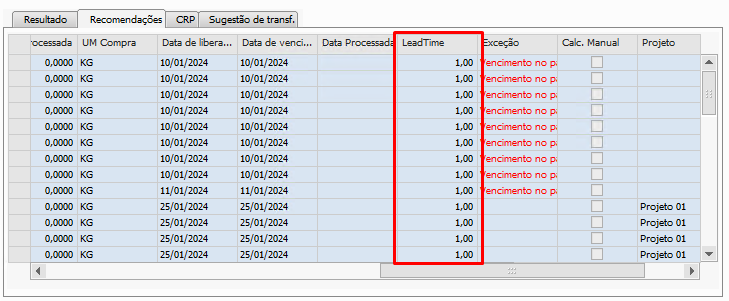 Resultado Recomendações CRP Sugestão de transf.
rocessada UM Compra Data de libera... Data de venci... Data Processada LeadTime Exceção Calc. Manual Projeto
0,0000 KG 10/01/2024 10/01/2024 1,00 Vencimento no pa
0,0000 KG 10/01/2024 10/01/2024 1,00 Vencimento no pa
0,0000 KG 10/01/2024 10/01/2024 1,00 Vencimento no pa
0,0000 KG 10/01/2024 10/01/2024 1,00 Vencimento no pa
0,0000 KG 10/01/2024 10/01/2024 1,00 Vencimento no pa
0,0000 KG 10/01/2024 10/01/2024 1,00 Vencimento no pa
0,0000 KG 10/01/2024 10/01/2024 1,00 Vencimento no pa
0,0000 KG 10/01/2024 10/01/2024 1,00 Vencimento no pa
0,0000 KG 11/01/2024 11/01/2024 1,00 Vencimento no pa
0,0000 KG 25/01/2024 25/01/2024 1,00 Projeto 01
0,0000 KG 25/01/2024 25/01/2024 1,00 Projeto 01
0,0000 KG 25/01/2024 25/01/2024 1,00 Projeto 01
0,0000 KG 25/01/2024 25/01/2024 1,00 Projeto 01